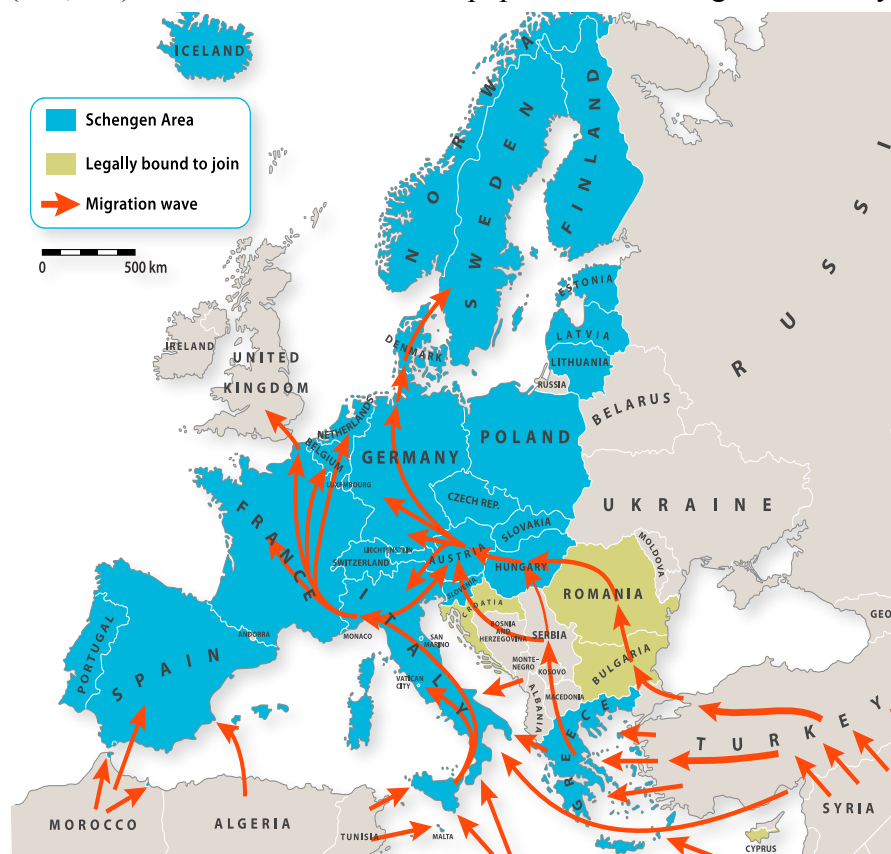 ICELAND
Schengen Area
Legally bound to join
Migration wave
0 500 km
NORWAY
SWEDEN
FINLAND
RUSSI
ESTONIA
LATVIA
LITHUANIA
RUSSIA
DENMARK
IRELAND
UNITED
KINGDOM
BELARUS
NETHERLANDS
BELGIUM
LUXEMBOURG
GERMANY
POLAND
CZECH REP.
UKRAINE
SLOVAKIA
MOLDOVA
FRANCE
LIECHTENSTEIN
SWITZERLAND
AUSTRIA
HUNGARY
ROMANIA
SLOVENIA
CROATIA
ITALY
GEO
ANDORRA
MONACO
SAN
MARINO
BOSNIA
AND
HERZEGOVINA
SERBIA
MONTE-
NEGRO
KOSOVO
BULGARIA
PORTUGAL
SPAIN
VATICAN
CITY
ALBANIA
MACEDONIA
GREECE
TURKEY
SYRIA
MOROCCO
ALGERIA
TUNISIA
MALTA
CYPRUS